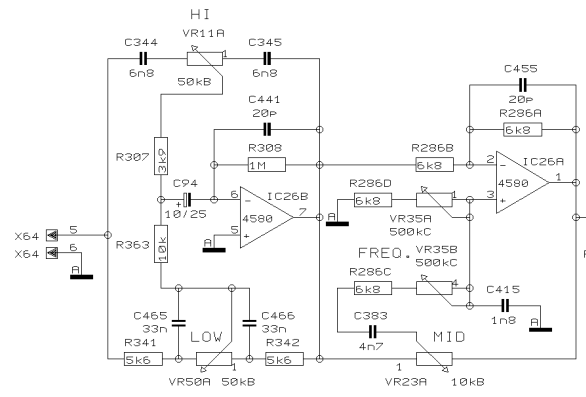 HI
C344
VR11A
C345
1
6n8
50kB
6n8
C455
20p
R286A
6k8
C441
20p
R307
3k9
R308
1M
R286B
6k8
2
IC26A
4580
1
3
C94
+
10/25
6
IC26B
4580
7
5
A
R286D
6k8
1
VR35A
500kC
A
X64
5
X64
6
A
R363
10k
FREQ.
VR35B
500kC
R286C
6k8
4
C415
1n8
A
C465
33n
C466
33n
LOW
C383
4n7
MID
R341
5k6
1
R342
5k6
VR50A
50kB
1
VR23A
10kB